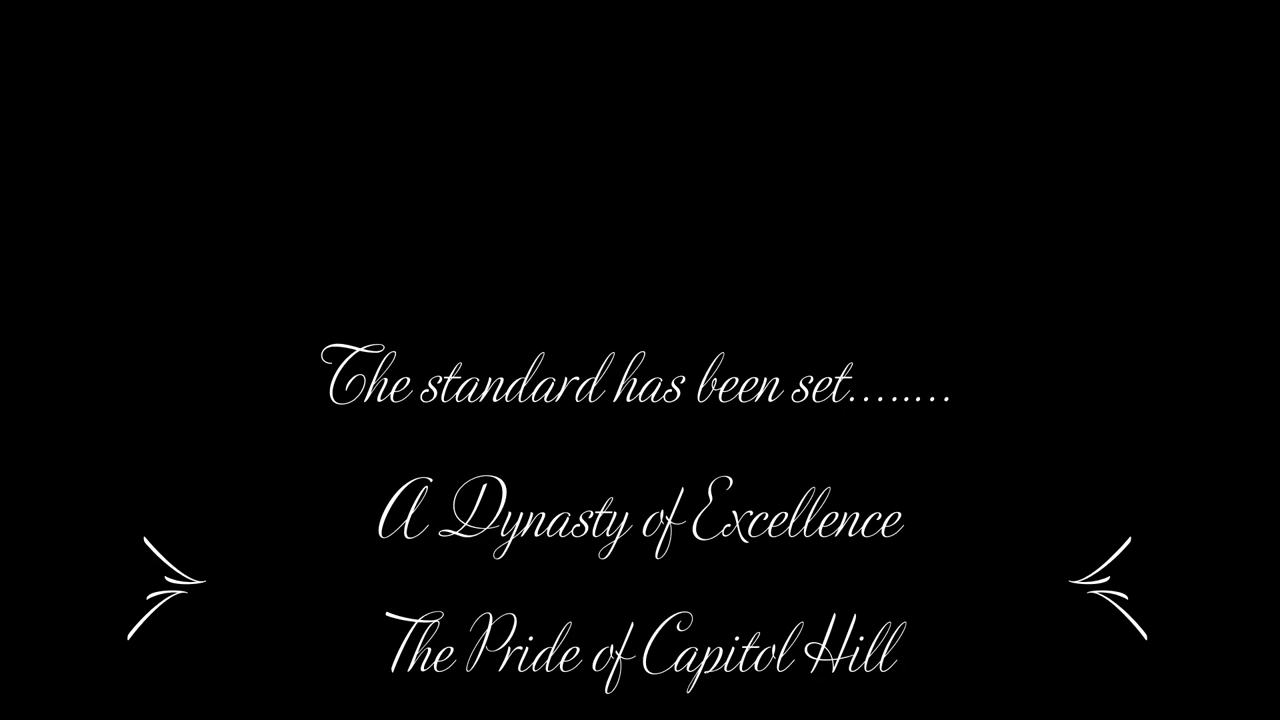 The standard has been set........
A Dynasty of Excellence
The Pride of Capitol Hill